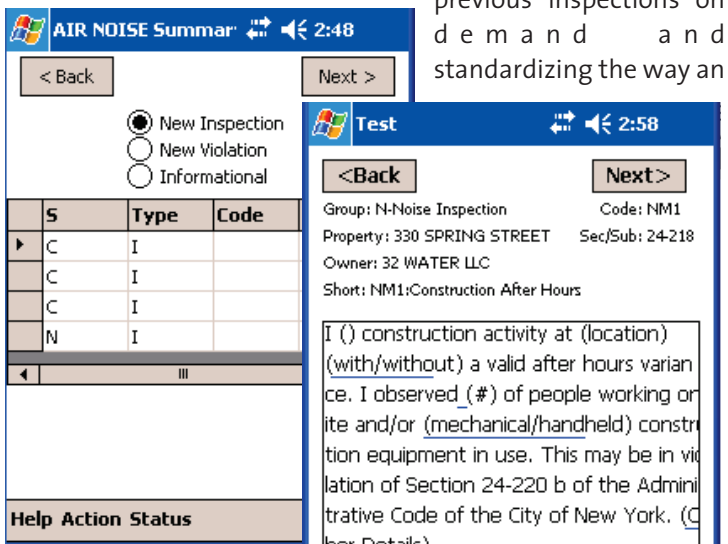 previous inspections on
demand and
standardizing the way an
AIR NOISE Summar 2:48
< Back Next >
New Inspection
New Violation
Informational
S Type Code
C I
C I
C I
N I
Help Action Status
Test 2:58
<Back Next>
Group: N-Noise Inspection Code: NM1
Property: 330 SPRING STREET Sec/Sub: 24-218
Owner: 32 WATER LLC
Short: NM1:Construction After Hours
I () construction activity at (location)
(with/without) a valid after hours varian
ce. I observed (#) of people working on
ite and/or (mechanical/handheld) constru
tion equipment in use. This may be in vio
lation of Section 24-220 b of the Admini
trative Code of the City of New York. (O
her Details)